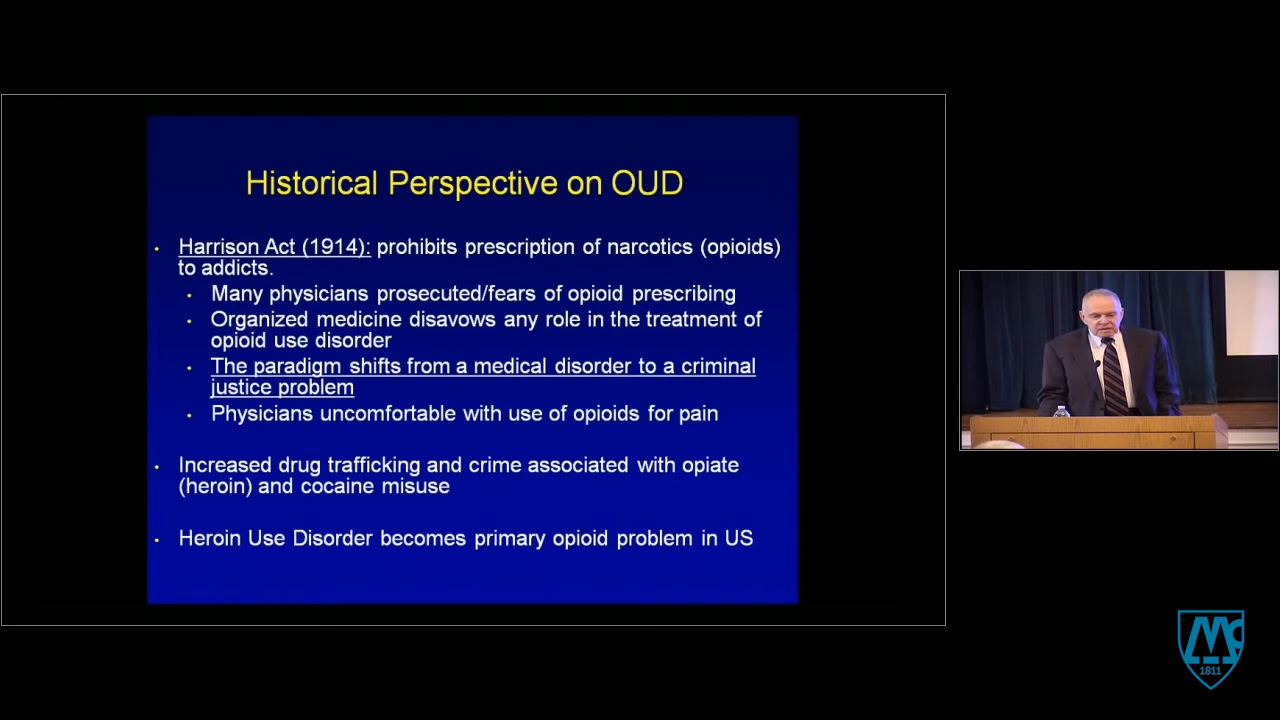 Historical Perspective on OUD
• Harrison Act (1914): prohibits prescription of narcotics (opioids)
to addicts.
• Many physicians prosecuted/fears of opioid prescribing
• Organized medicine disavows any role in the treatment of
opioid use disorder
• The paradigm shifts from a medical disorder to a criminal
justice problem
• Physicians uncomfortable with use of opioids for pain
• Increased drug trafficking and crime associated with opiate
(heroin) and cocaine misuse
• Heroin Use Disorder becomes primary opioid problem in US
Mc
1811